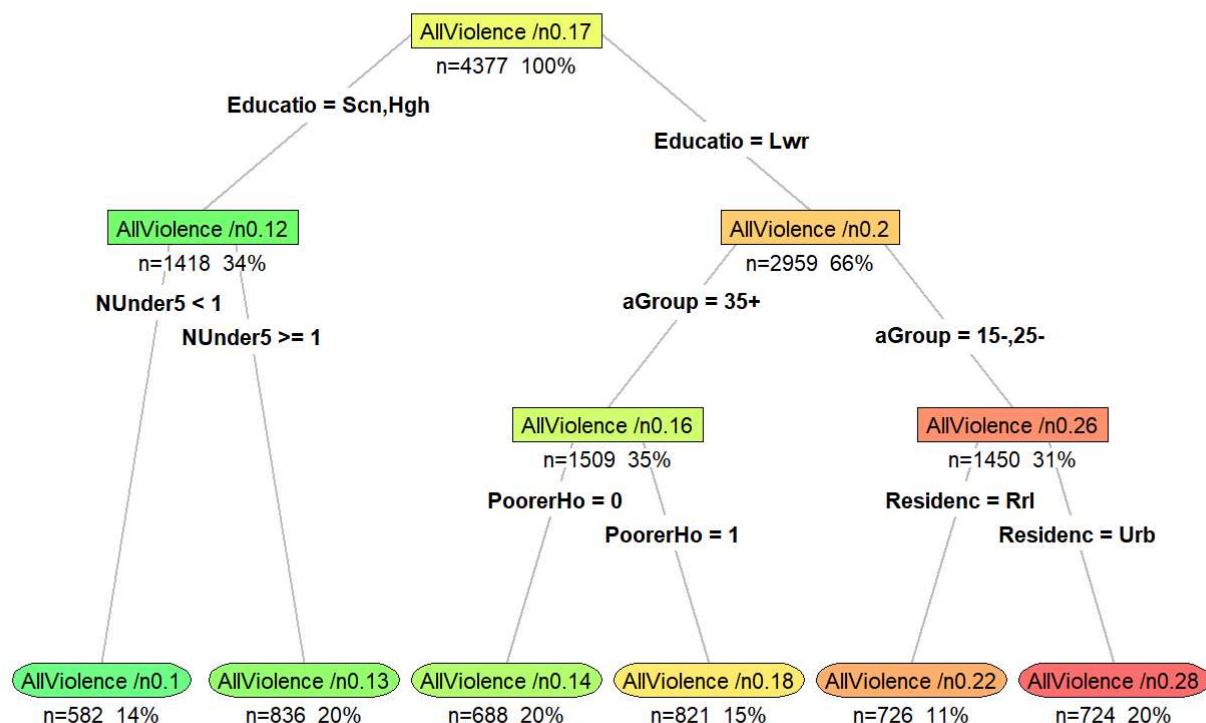 AllViolence /n0.17
n=4377 100%
Educatio = Scn,Hgh
Educatio = Lwr
AllViolence /n0.12
n=1418 34%
AllViolence /n0.2
n=2959 66%
NUnder5 < 1
NUnder5 >= 1
aGroup = 35+
aGroup = 15-,25-
AllViolence /n0.16
n=1509 35%
AllViolence /n0.26
n=1450 31%
PoorerHo = 0
PoorerHo = 1
Residenc = Rrl
Residenc = Urb
AllViolence /n0.1
n=582 14%
AllViolence /n0.13
n=836 20%
AllViolence /n0.14
n=688 20%
AllViolence /n0.18
n=821 15%
AllViolence /n0.22
n=726 11%
AllViolence /n0.28
n=724 20%